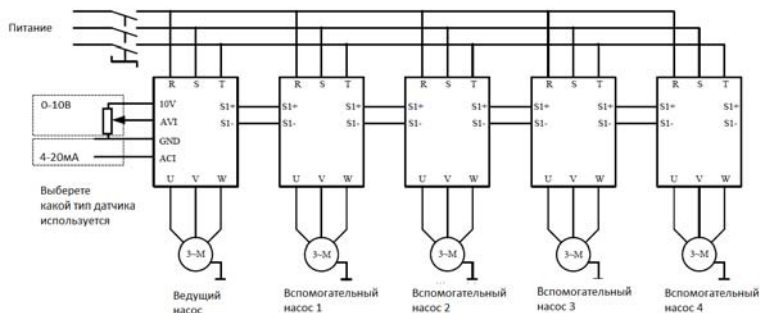 Питание
R S T R S T R S T R S T R S T
0-10В
10V
AVI
GND
ACI
S1+ S1+ S1+ S1+ S1+ S1+ S1+ S1+
S1- S1- S1- S1- S1- S1- S1- S1-
4-20мА
Выберете
какой тип датчика
используется
U V W U V W U V W U V W U V W
3~M 3~M 3~M 3~M 3~M
Ведущий
насос
Вспомогательный
насос 1
Вспомогательный
насос 2
Вспомогательный
насос 3
Вспомогательный
насос 4